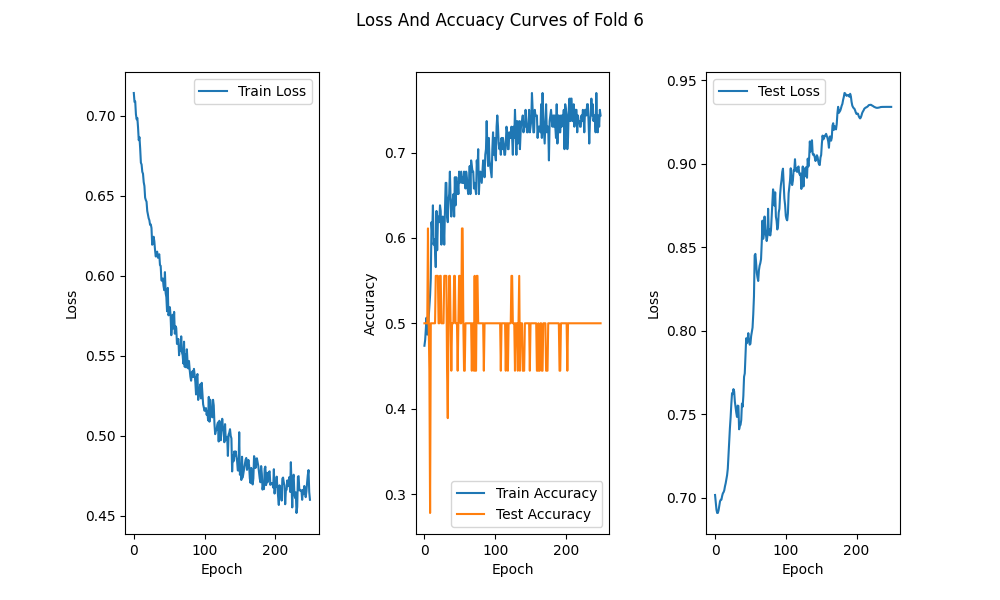 Loss And Accuacy Curves of Fold 6
Train Loss
0.70
0.65
0.60
0.55
0.50
0.45
Loss
0
100
200
Epoch
0.7
0.6
0.5
0.4
0.3
Accuracy
Train Accuracy
Test Accuracy
0
100
200
Epoch
Test Loss
0.95
0.90
0.85
0.80
0.75
0.70
Loss
0
100
200
Epoch